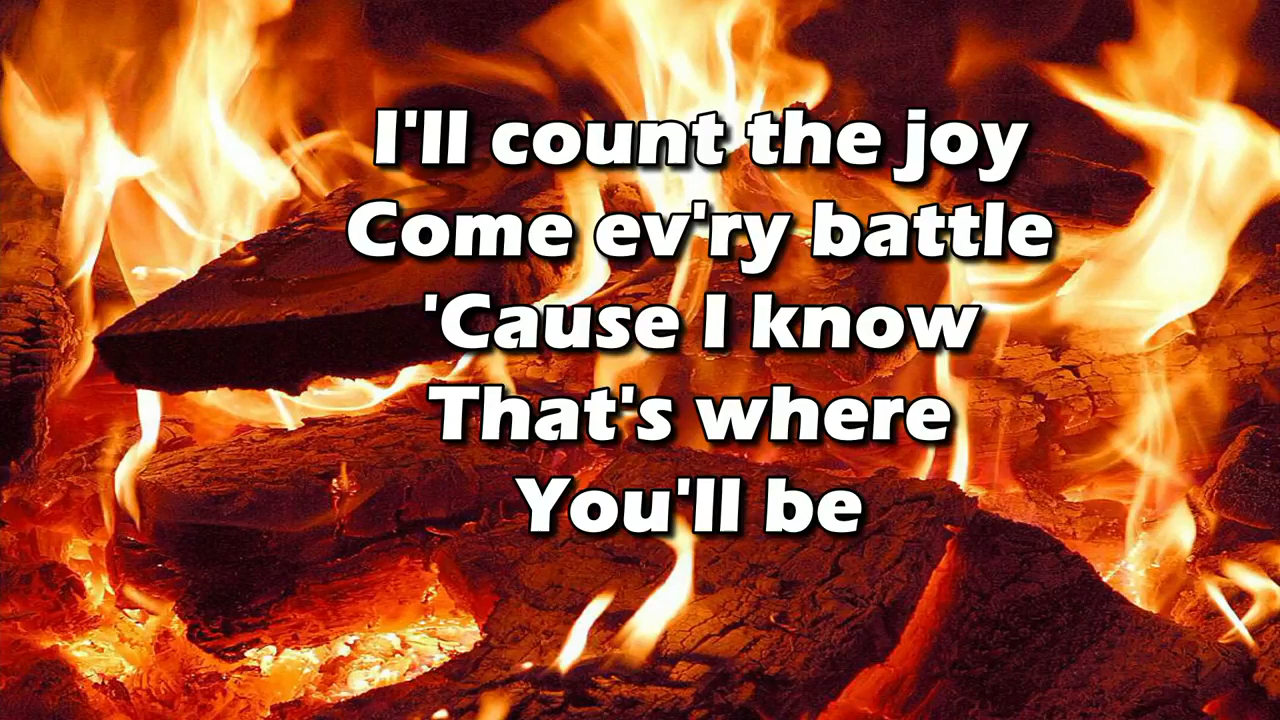 I'll count the joy
Come ev'ry battle
'Cause I know
That's where
You'll be